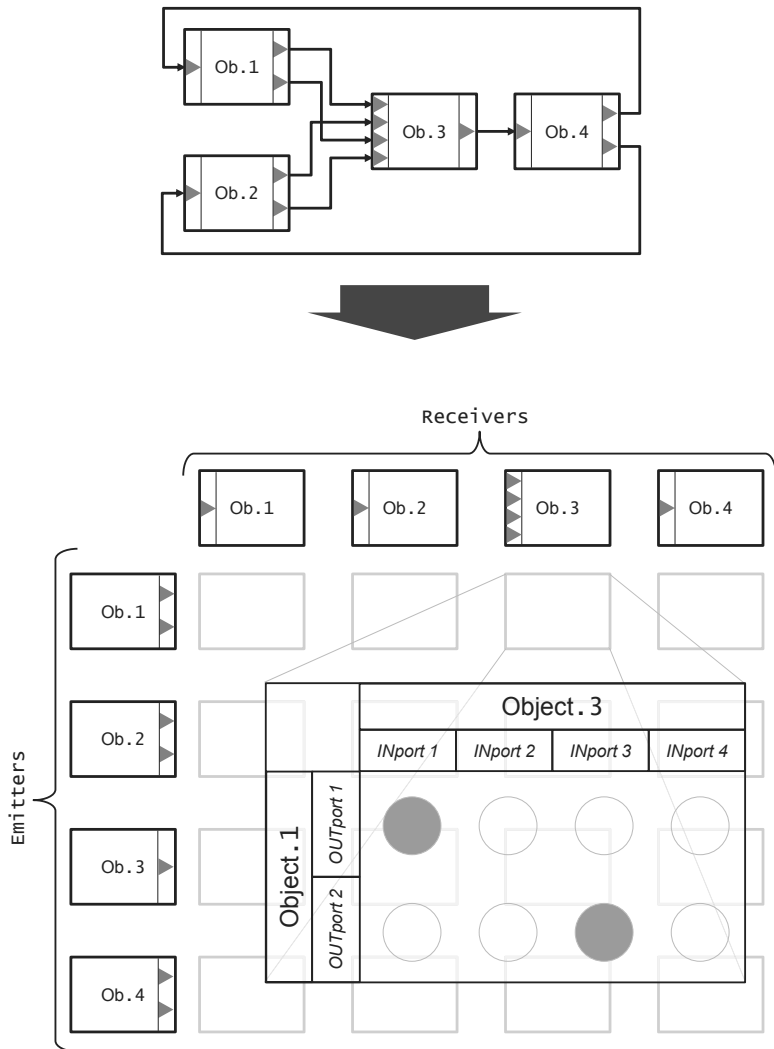 Ob.1
Ob.3
Ob.4
Ob.2
Receivers
Ob.1
Ob.2
Ob.3
Ob.4
Emitters
Ob.1
Ob.2
Ob.3
Ob.4
Object.3
INport 1
INport 2
INport 3
INport 4
Object.1
OUTport 1
OUTport 2